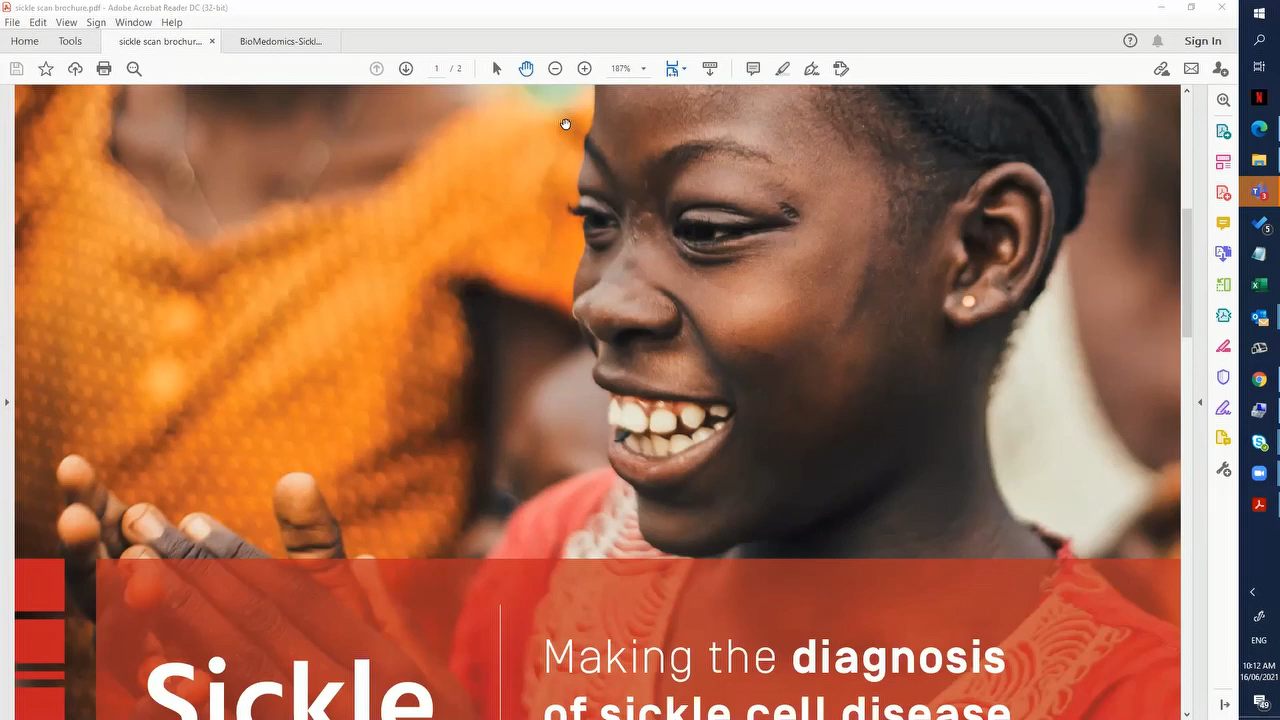 sickle scan brochure.pdf - Adobe Acrobat Reader DC (32-bit)
File Edit View Sign Window Help
Home Tools sickle scan brochur... × BioMedomics-Sickl... Sign In
1 / 2 187%
Making the diagnosis
Sickle of sickle cell disease
ENG
10:12 AM
16/06/2021